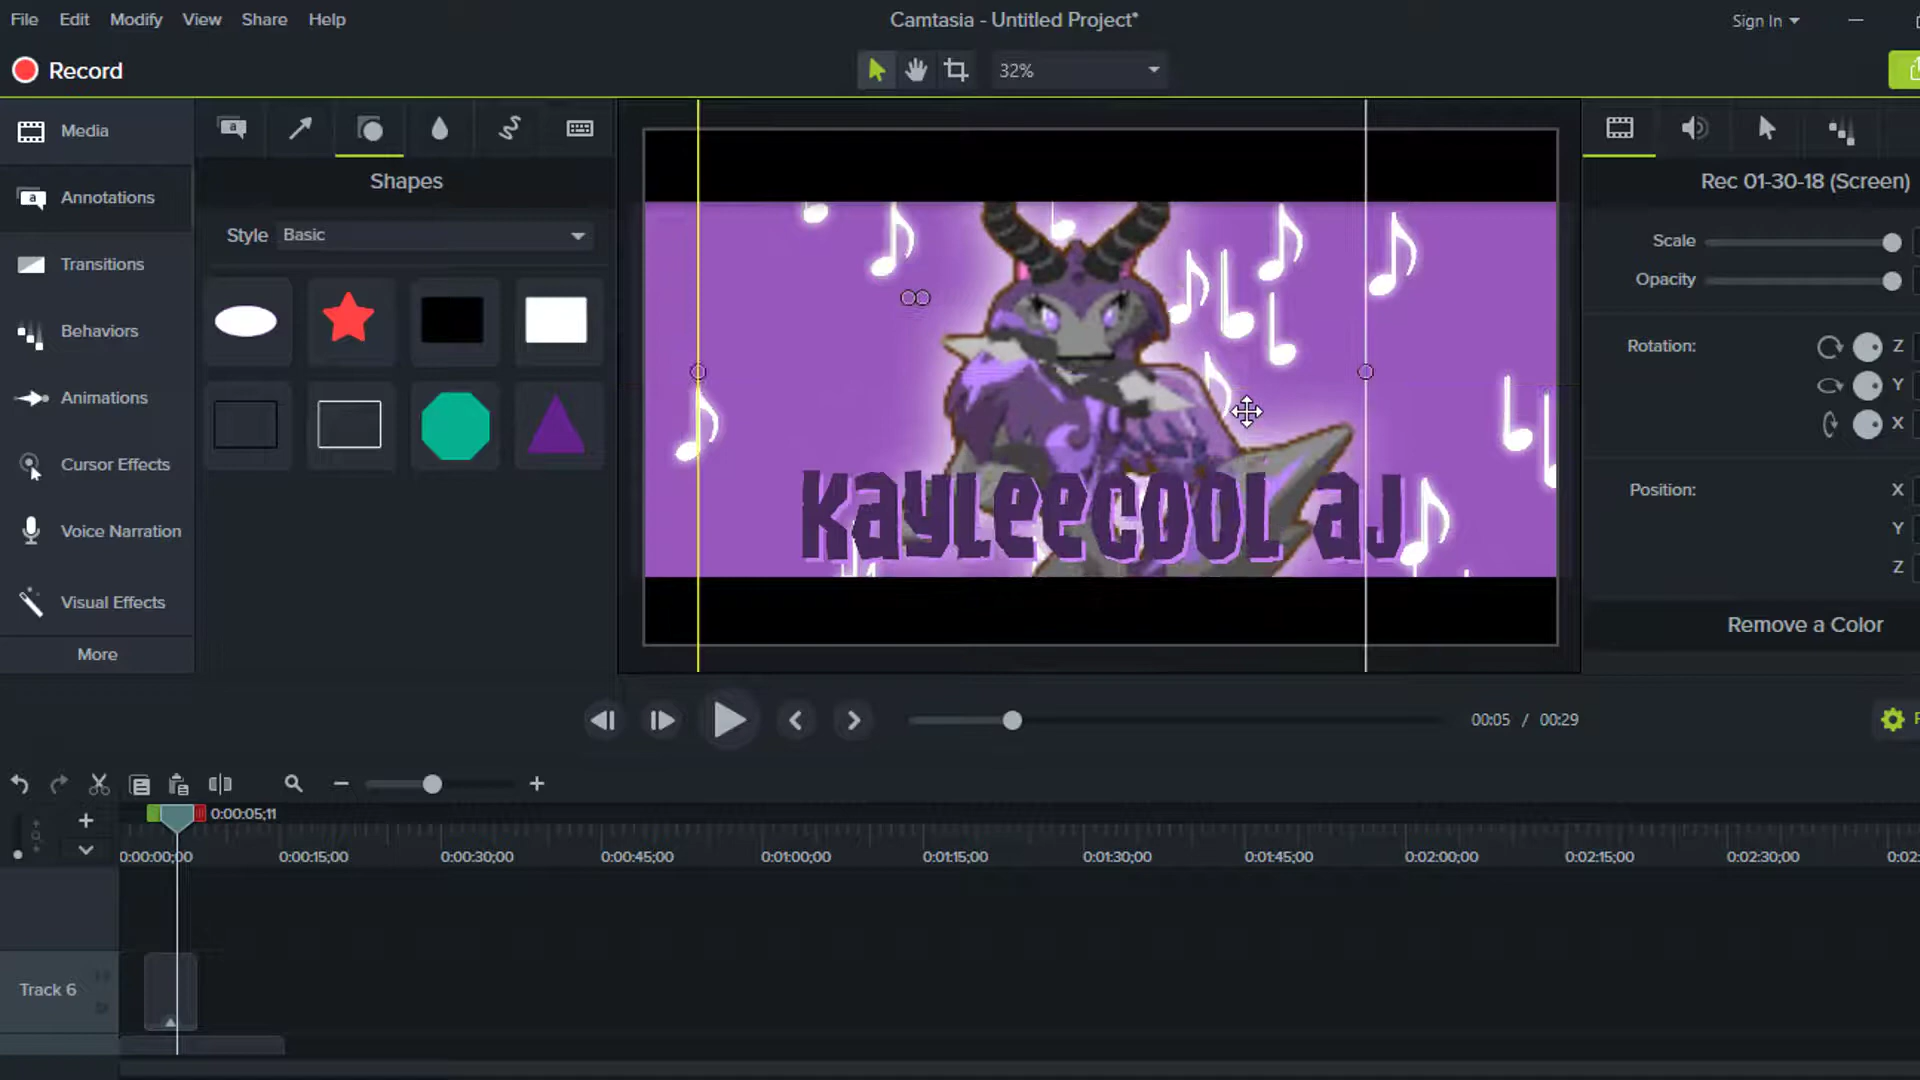 File Edit Modify View Share Help
Camtasia - Untitled Project*
Sign In
Record
32%
Media
Annotations
Transitions
Behaviors
Animations
Cursor Effects
Voice Narration
Visual Effects
More
a
a
Shapes
Style Basic
KAYLEECOOL AJ
Rec 01-30-18 (Screen)
Scale
Opacity
Rotation: Z
Y
X
Position: X
Y
Z
Remove a Color
00:05 / 00:29
0:00:05;11
0:00:00;00 0:00:15;00 0:00:30;00 0:00:45;00 0:01:00;00 0:01:15;00 0:01:30;00 0:01:45;00 0:02:00;00 0:02:15;00 0:02:30;00 0:02:
Track 6